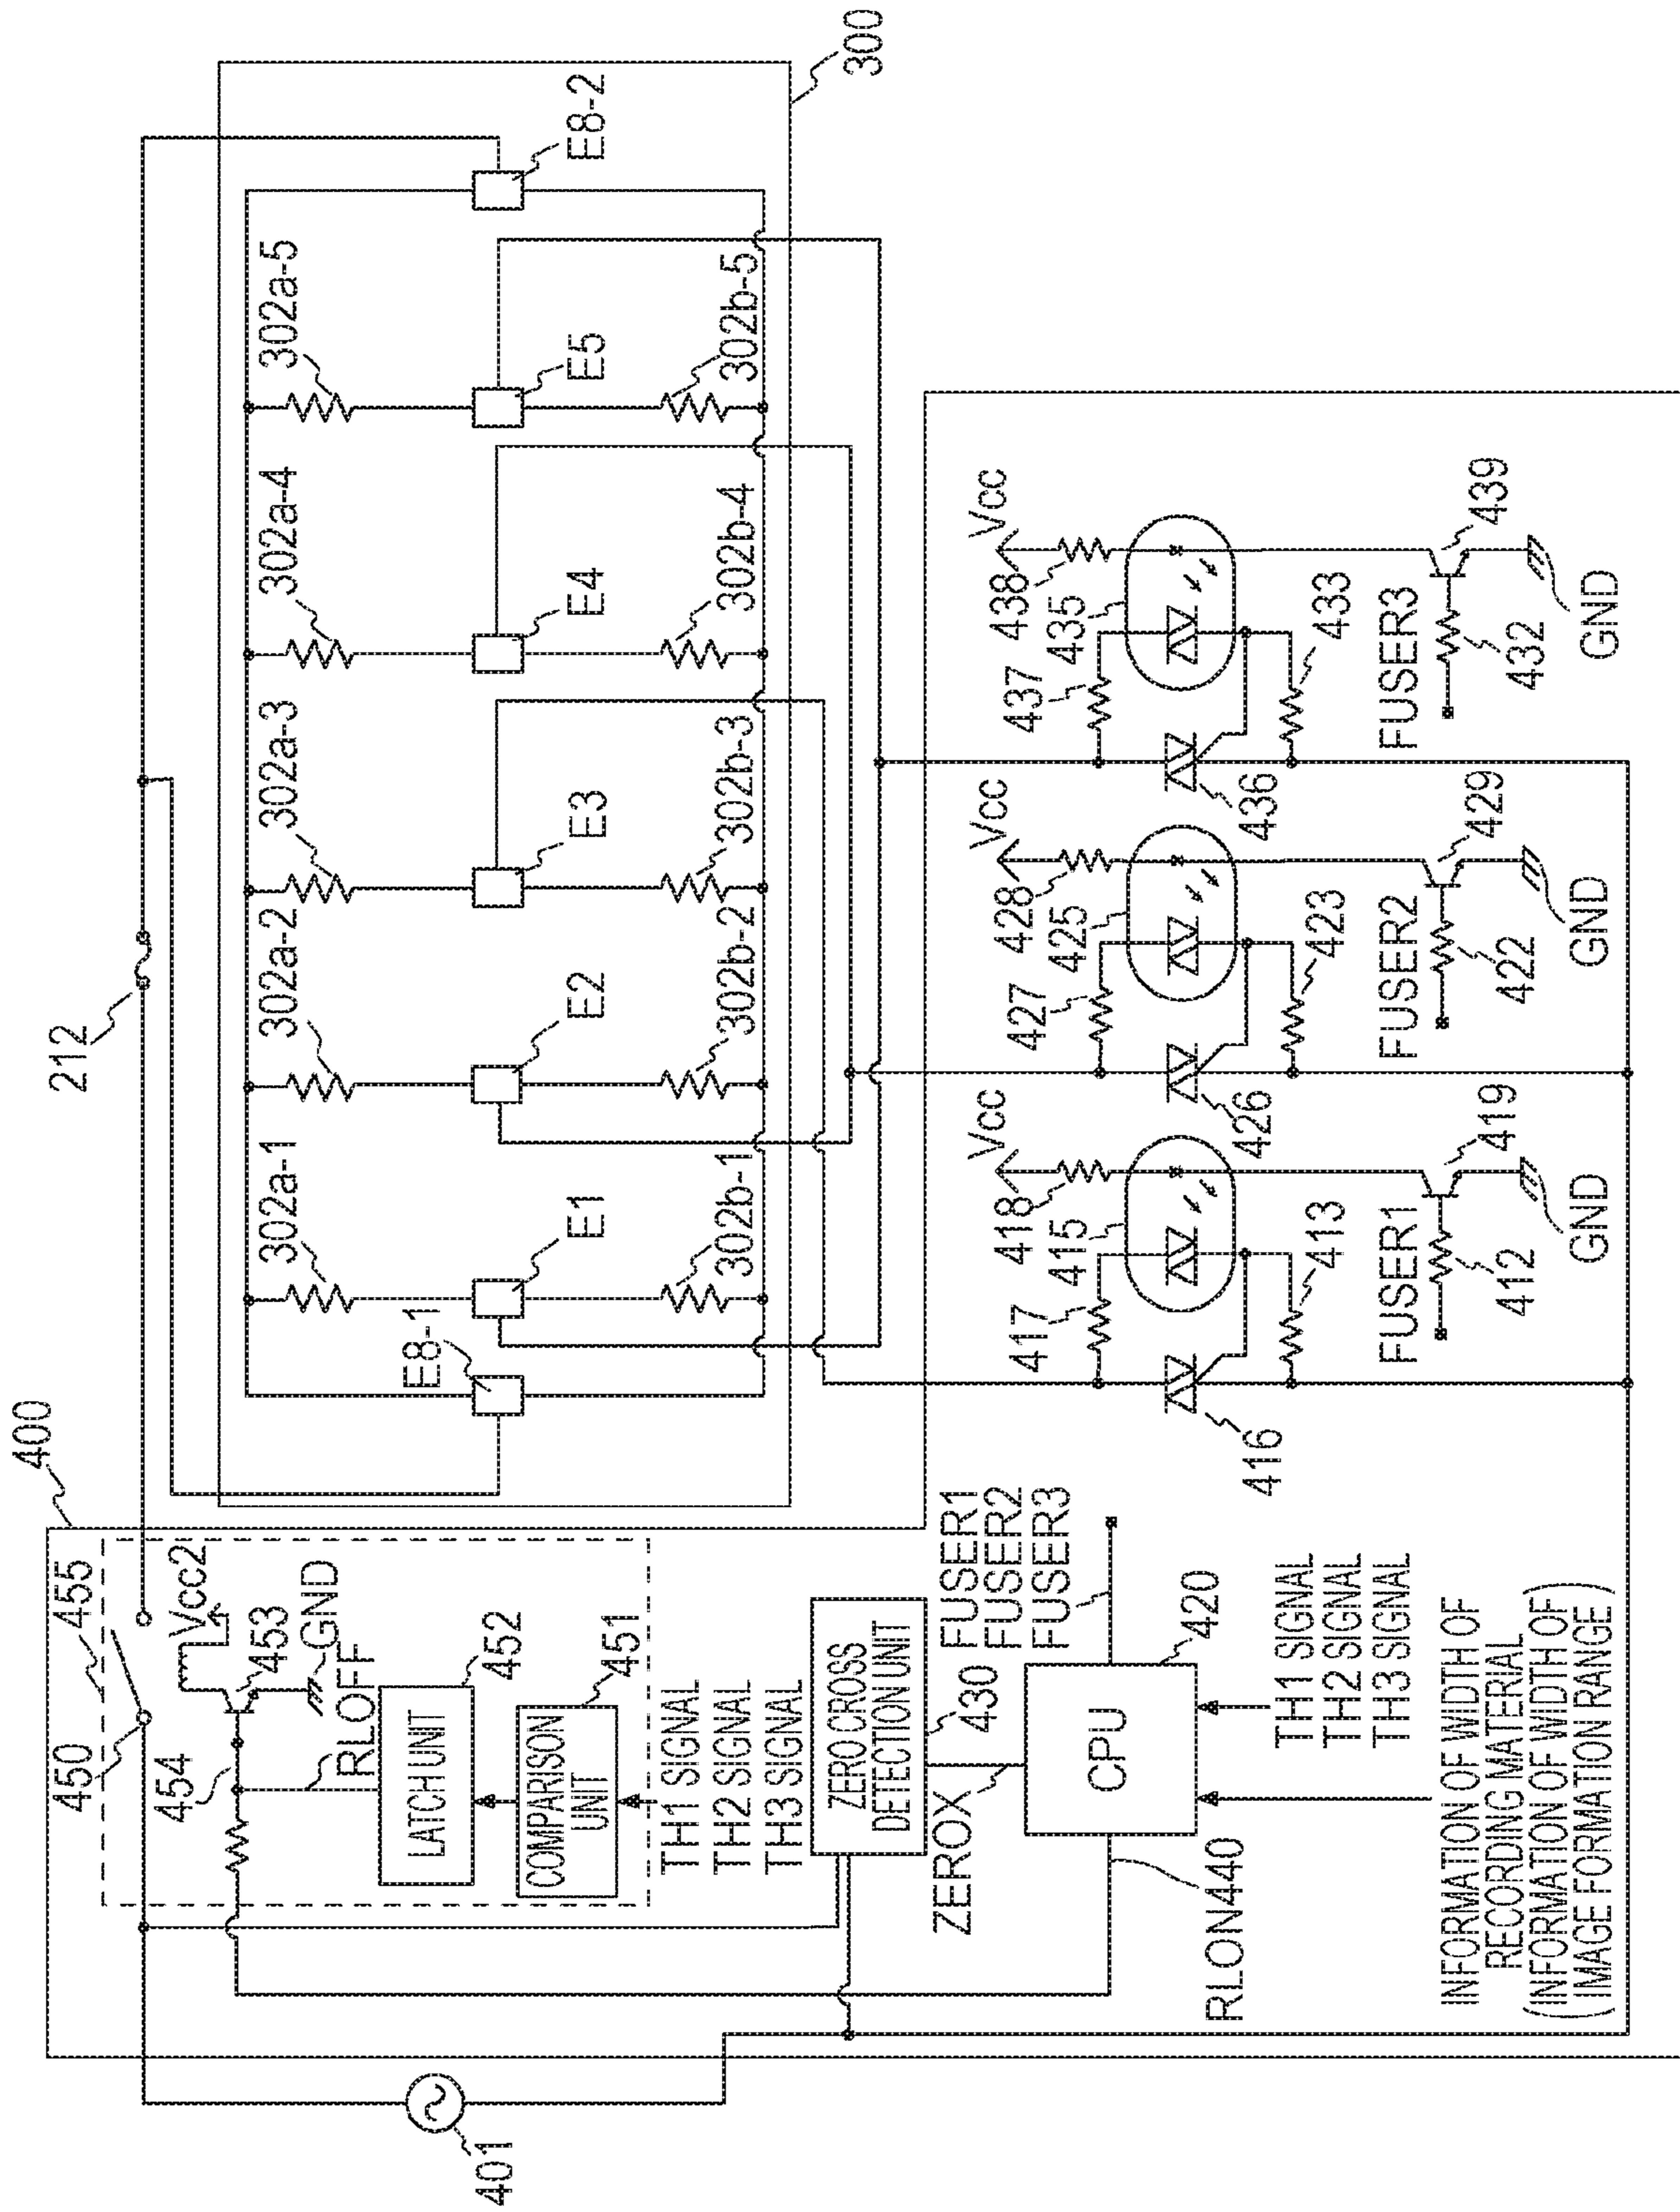 400
300
212
450
455
Vcc2
453
GND
454
RLOFF
LATCH UNIT
452
COMPARISON
UNIT
451
TH1 SIGNAL
TH2 SIGNAL
TH3 SIGNAL
401
E8-1
302a-1
302a-2
302a-3
302a-4
302a-5
E1
E2
E3
E4
E5
E8-2
302b-1
302b-2
302b-3
302b-4
302b-5
ZERO CROSS
DETECTION UNIT
430
ZEROX
FUSER1
FUSER2
FUSER3
CPU
420
RLON440
TH1 SIGNAL
TH2 SIGNAL
TH3 SIGNAL
INFORMATION OF WIDTH OF
RECORDING MATERIAL
(INFORMATION OF WIDTH OF
IMAGE FORMATION RANGE)
Vcc
418
415
417
416
413
FUSER1
412
419
GND
Vcc
428
425
427
426
423
FUSER2
422
429
GND
Vcc
438
435
437
436
433
FUSER3
432
439
GND